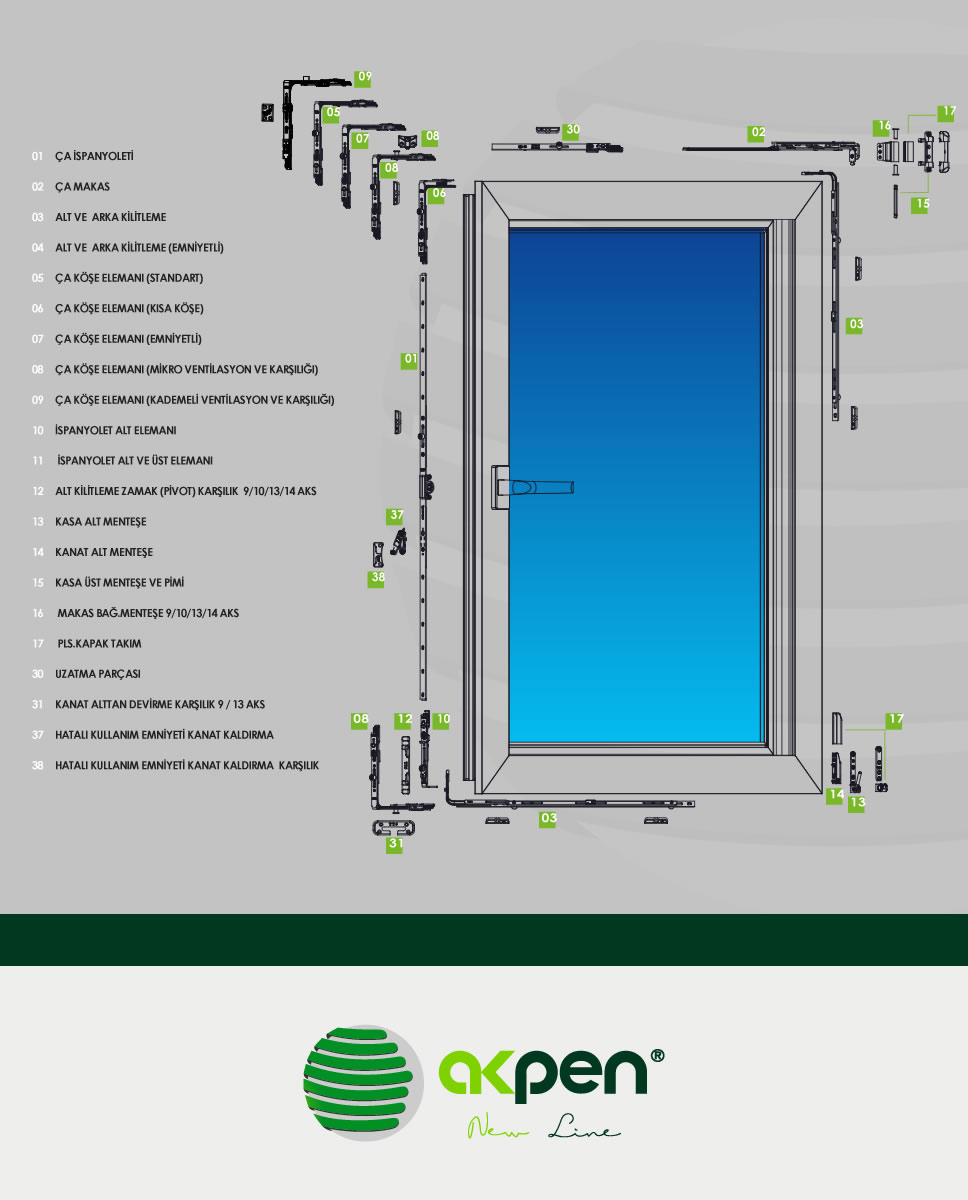 01 ÇA İSPANYOLETİ
02 ÇA MAKAS
03 ALT VE ARKA KİLİTLEME
04 ALT VE ARKA KİLİTLEME (EMNİYETLİ)
05 ÇA KÖŞE ELEMANI (STANDART)
06 ÇA KÖŞE ELEMANI (KISA KÖŞE)
07 ÇA KÖŞE ELEMANI (EMNİYETLİ)
08 ÇA KÖŞE ELEMANI (MİKRO VENTİLASYON VE KARŞILIĞI)
09 ÇA KÖŞE ELEMANI (KADEMELİ VENTİLASYON VE KARŞILIĞI)
10 İSPANYOLET ALT ELEMANI
11 İSPANYOLET ALT VE ÜST ELEMANI
12 ALT KİLİTLEME ZAMAK (PİVOT) KARŞILIK 9/10/13/14 AKS
13 KASA ALT MENTEŞE
14 KANAT ALT MENTEŞE
15 KASA ÜST MENTEŞE VE PİMİ
16 MAKAS BAĞ.MENTEŞE 9/10/13/14 AKS
17 PLS.KAPAK TAKIM
30 UZATMA PARÇASI
31 KANAT ALTTAN DEVİRME KARŞILIK 9 / 13 AKS
37 HATALI KULLANIM EMNİYETİ KANAT KALDIRMA
38 HATALI KULLANIM EMNİYETİ KANAT KALDIRMA KARŞILIK
09
05
07
08
08
06
30
02
16
17
15
03
01
37
38
08
12
10
31
03
14
13
17
akpen®
New Line